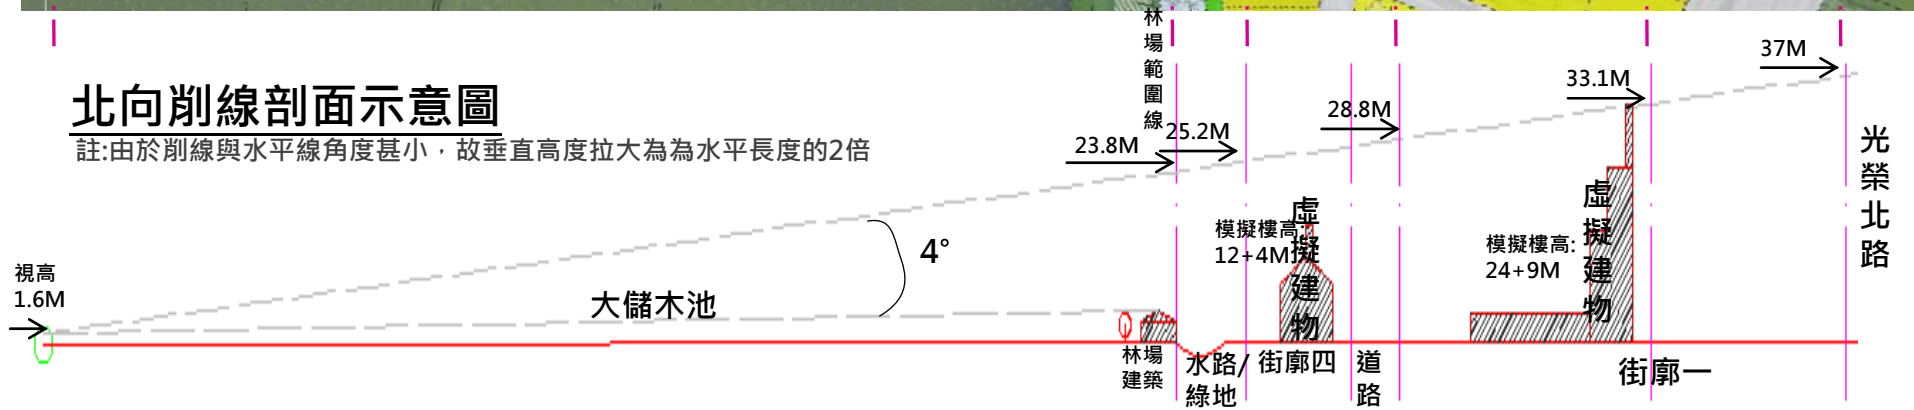 北向削線剖面示意圖
註:由於削線與水平線角度甚小，故垂直高度拉大為為水平長度的2倍
林場範圍線
23.8M
25.2M
28.8M
33.1M
37M
光榮北路
視高
1.6M
4°
大儲木池
模擬樓高:
12+4M
虛擬建物
模擬樓高:
24+9M
虛擬建物
林場
建築
水路/
綠地
街廓四
道路
街廓一